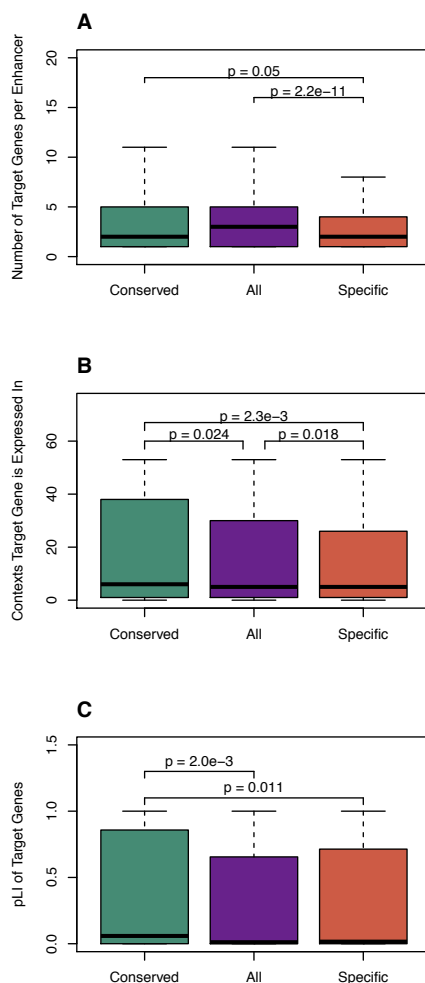 A
Number of Target Genes per Enhancer
20
15
10
5
0
p = 0.05
p = 2.2e-11
Conserved All Specific
B
Contexts Target Gene is Expressed In
60
40
20
0
p = 2.3e-3
p = 0.024 p = 0.018
Conserved All Specific
C
pLI of Target Genes
1.5
1.0
0.5
0.0
p = 2.0e-3
p = 0.011
Conserved All Specific